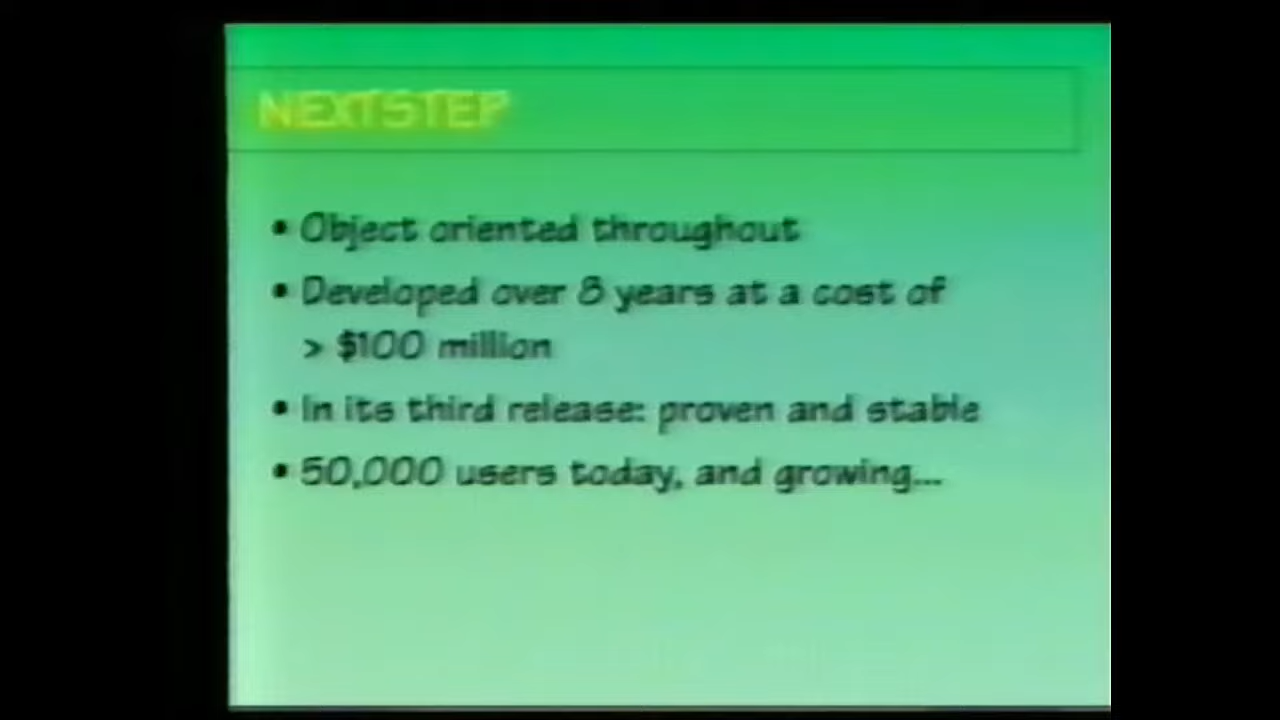 NEXTSTEP
• Object oriented throughout
• Developed over 8 years at a cost of
> $100 million
• In its third release: proven and stable
• 50,000 users today, and growing...